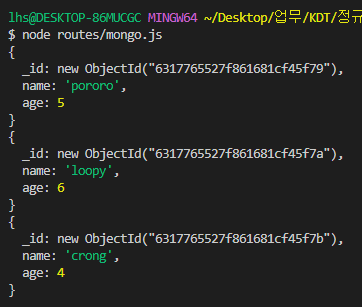 lhs@DESKTOP-86MUCGC MINGW64 ~/Desktop/업무/KDT/정규
$ node routes/mongo.js
{
  _id: new ObjectId("6317765527f861681cf45f79"),
  name: 'pororo',
  age: 5
}
{
  _id: new ObjectId("6317765527f861681cf45f7a"),
  name: 'loopy',
  age: 6
}
{
  _id: new ObjectId("6317765527f861681cf45f7b"),
  name: 'crong',
  age: 4
}